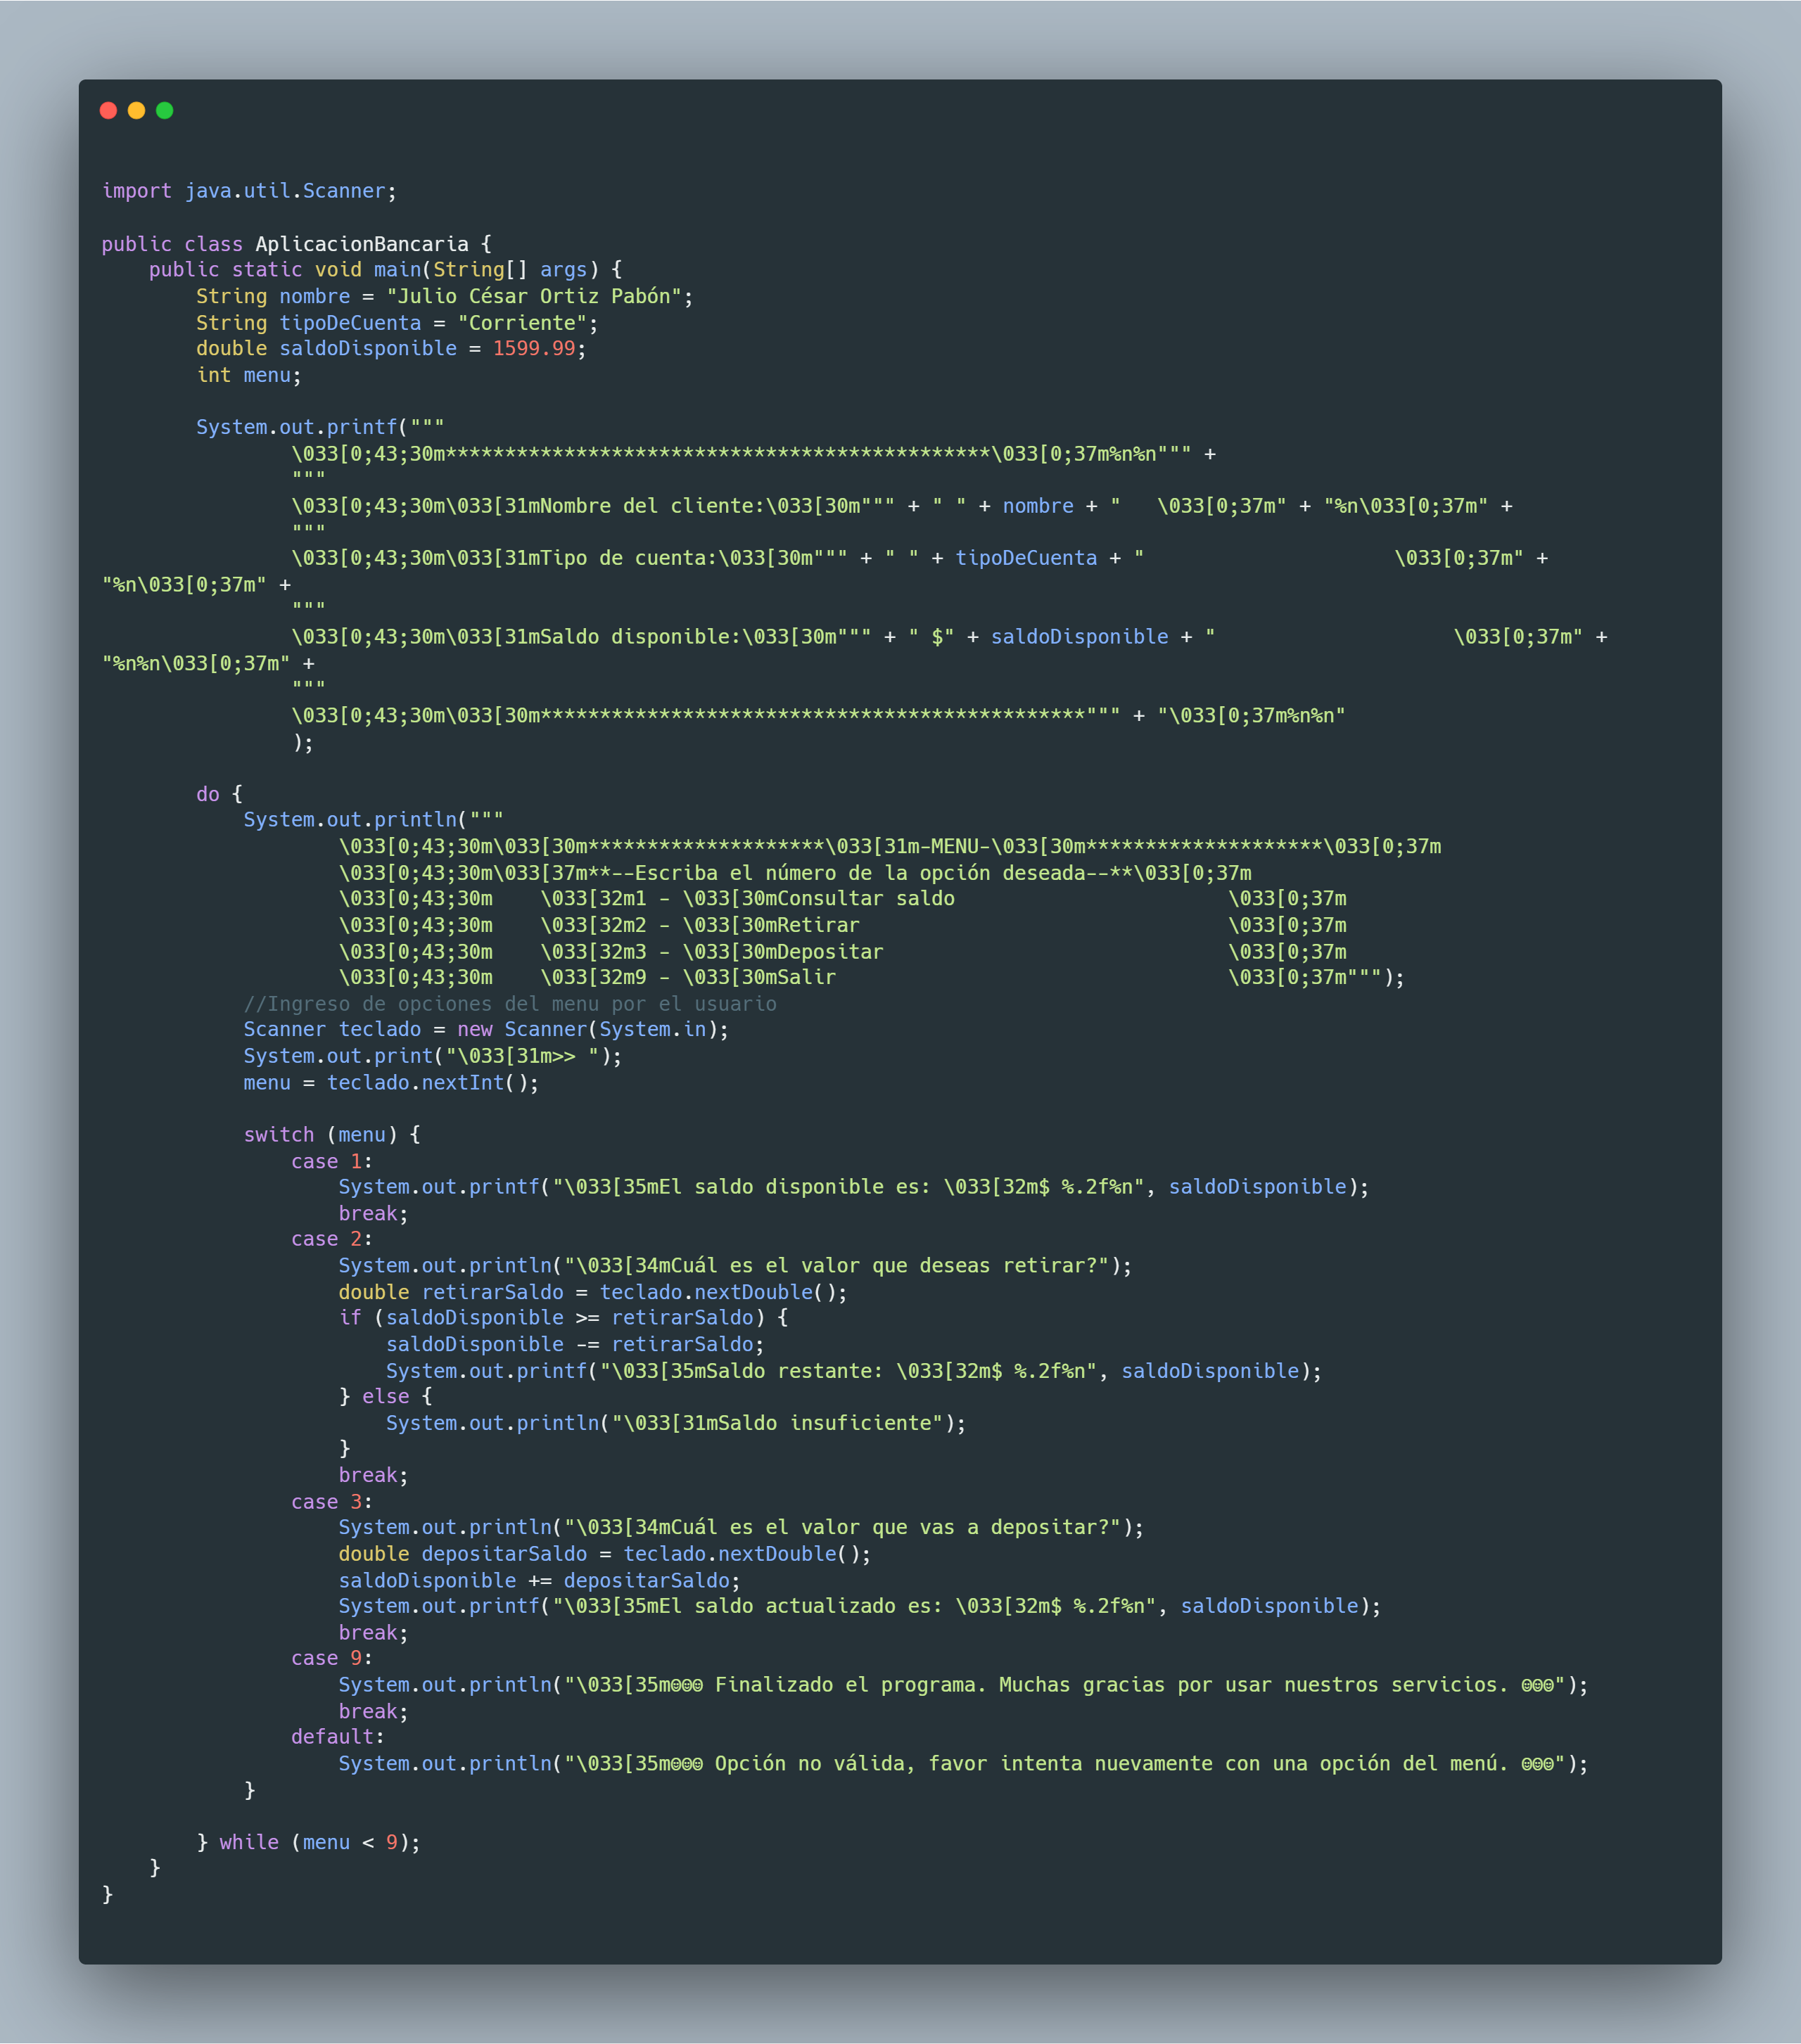 import java.util.Scanner;

public class AplicacionBancaria {
    public static void main(String[] args) {
        String nombre = "Julio César Ortiz Pabón";
        String tipoDeCuenta = "Corriente";
        double saldoDisponible = 1599.99;
        int menu;

        System.out.printf("""
                \033[0;43;30m**********************************************\033[0;37m%n%n""" +
                """
                \033[0;43;30m\033[31mNombre del cliente:\033[30m""" + " " + nombre + "   \033[0;37m" + "%n\033[0;37m" +
                """
                \033[0;43;30m\033[31mTipo de cuenta:\033[30m""" + " " + tipoDeCuenta + "                     \033[0;37m" +
"%n\033[0;37m" +
                """
                \033[0;43;30m\033[31mSaldo disponible:\033[30m""" + " $" + saldoDisponible + "                    \033[0;37m" +
"%n%n\033[0;37m" +
                """
                \033[0;43;30m\033[30m**********************************************""" + "\033[0;37m%n%n"
                );

        do {
            System.out.println("""
                    \033[0;43;30m\033[30m********************\033[31m-MENU-\033[30m********************\033[0;37m
                    \033[0;43;30m\033[37m**--Escriba el número de la opción deseada--**\033[0;37m
                    \033[0;43;30m    \033[32m1 - \033[30mConsultar saldo                       \033[0;37m
                    \033[0;43;30m    \033[32m2 - \033[30mRetirar                               \033[0;37m
                    \033[0;43;30m    \033[32m3 - \033[30mDepositar                             \033[0;37m
                    \033[0;43;30m    \033[32m9 - \033[30mSalir                                 \033[0;37m""");
            //Ingreso de opciones del menu por el usuario
            Scanner teclado = new Scanner(System.in);
            System.out.print("\033[31m>> ");
            menu = teclado.nextInt();

            switch (menu) {
                case 1:
                    System.out.printf("\033[35mEl saldo disponible es: \033[32m$ %.2f%n", saldoDisponible);
                    break;
                case 2:
                    System.out.println("\033[34mCuál es el valor que deseas retirar?");
                    double retirarSaldo = teclado.nextDouble();
                    if (saldoDisponible >= retirarSaldo) {
                        saldoDisponible -= retirarSaldo;
                        System.out.printf("\033[35mSaldo restante: \033[32m$ %.2f%n", saldoDisponible);
                    } else {
                        System.out.println("\033[31mSaldo insuficiente");
                    }
                    break;
                case 3:
                    System.out.println("\033[34mCuál es el valor que vas a depositar?");
                    double depositarSaldo = teclado.nextDouble();
                    saldoDisponible += depositarSaldo;
                    System.out.printf("\033[35mEl saldo actualizado es: \033[32m$ %.2f%n", saldoDisponible);
                    break;
                case 9:
                    System.out.println("\033[35m☺☺☺ Finalizado el programa. Muchas gracias por usar nuestros servicios. ☺☺☺");
                    break;
                default:
                    System.out.println("\033[35m☺☺☺ Opción no válida, favor intenta nuevamente con una opción del menú. ☺☺☺");
            }

        } while (menu < 9);
    }
}